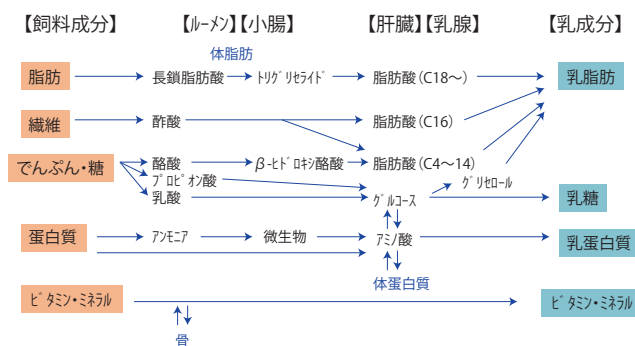 【飼料成分】 【ﾙｰﾒﾝ】【小腸】 【肝臓】【乳腺】 【乳成分】
体脂肪
脂肪 長鎖脂肪酸 ﾄﾘｸﾞﾘｾﾗｲﾄﾞ 脂肪酸(C18〜) 乳脂肪
繊維 酢酸 脂肪酸(C16)
でんぷん・糖 酪酸 β-ﾋﾄﾞﾛｷｼ酪酸 脂肪酸(C4〜14)
ﾌﾟﾛﾋﾟｵﾝ酸 ｸﾞﾘｾﾛｰﾙ
乳酸 ｸﾞﾙｺｰｽ 乳糖
蛋白質 ｱﾝﾓﾆｱ 微生物 ｱﾐﾉ酸 乳蛋白質
体蛋白質
ﾋﾞﾀﾐﾝ・ﾐﾈﾗﾙ ﾋﾞﾀﾐﾝ・ﾐﾈﾗﾙ
骨